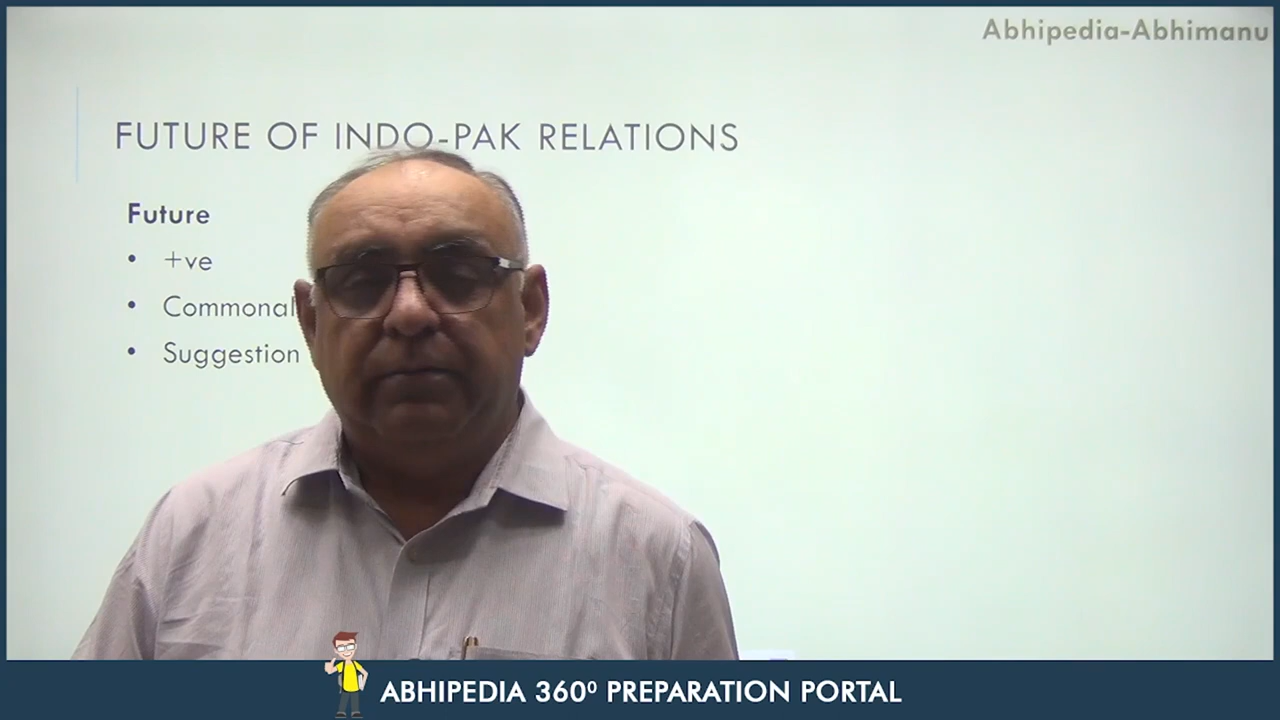 Abhipedia-Abhimanu
FUTURE OF INDO-PAK RELATIONS
Future
• +ve
• Commonal
• Suggestion
ABHIPEDIA 360⁰ PREPARATION PORTAL